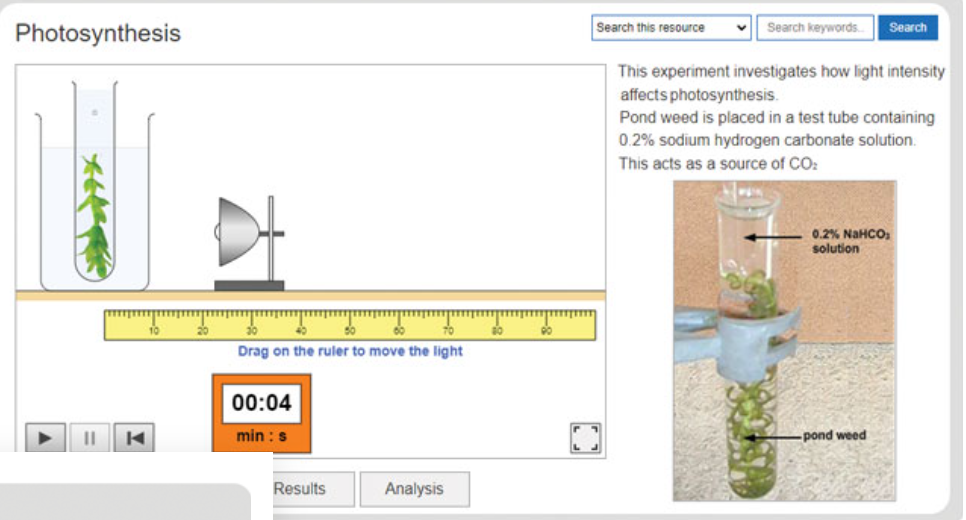 Photosynthesis
Search this resource
Search keywords..
Search
This experiment investigates how light intensity
affects photosynthesis.
Pond weed is placed in a test tube containing
0.2% sodium hydrogen carbonate solution.
This acts as a source of CO₂
0.2% NaHCO₃
solution
pond weed
10 20 30 40 50 60 70 80 90
Drag on the ruler to move the light
00:04
min : s
Results
Analysis